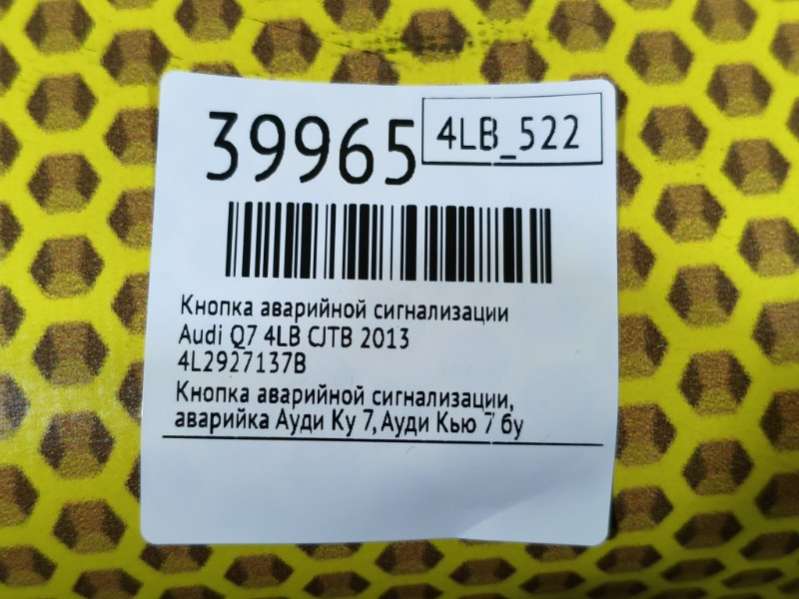 39965
4LB_522
Кнопка аварийной сигнализации
Audi Q7 4LB CJTB 2013
4L2927137B
Кнопка аварийной сигнализации,
аварийка Ауди Ку 7, Ауди Кью 7 бу